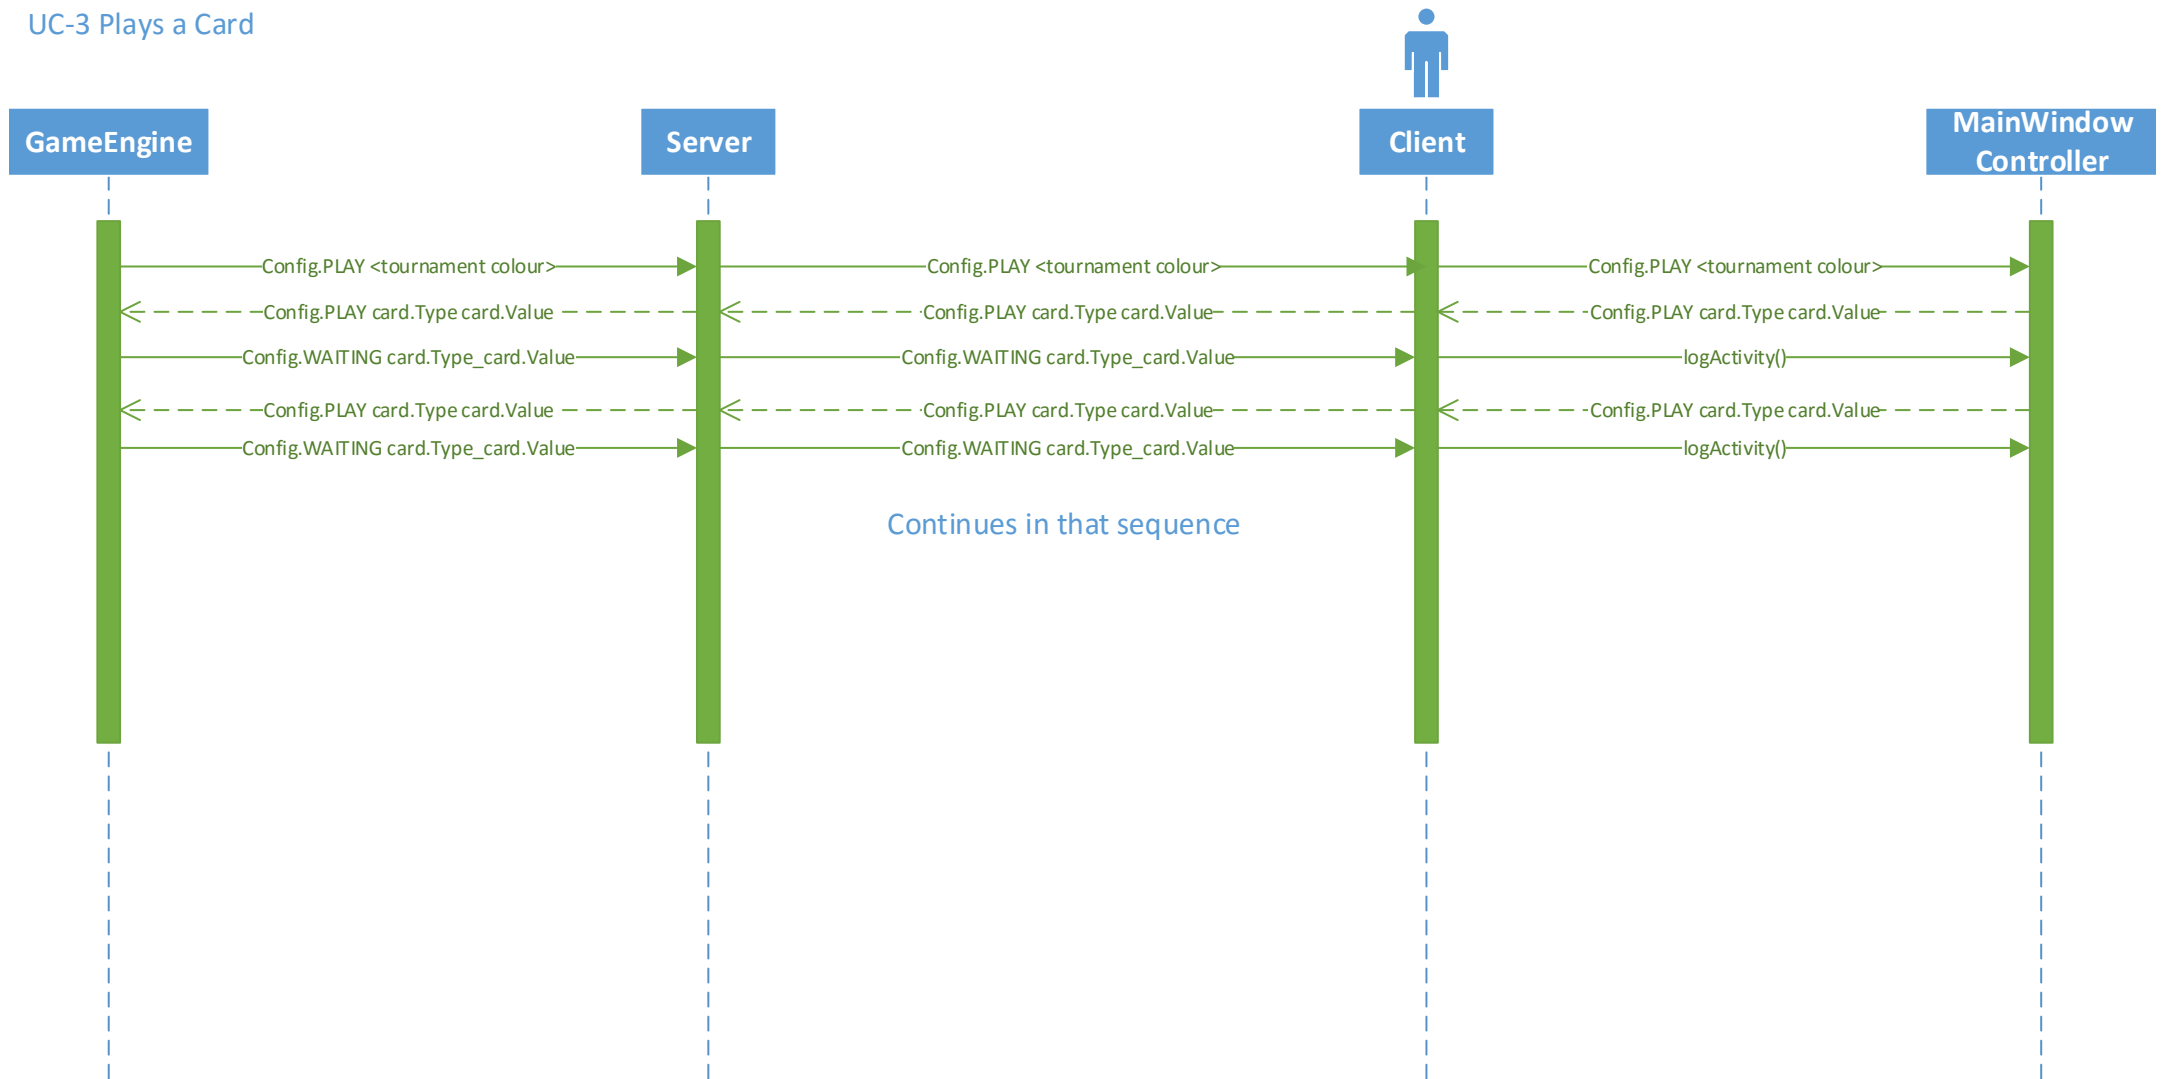 UC-3 Plays a Card
GameEngine
Server
Client
MainWindow
Controller
Config.PLAY <tournament colour>
Config.PLAY <tournament colour>
Config.PLAY <tournament colour>
Config.PLAY card.Type card.Value
Config.PLAY card.Type card.Value
Config.PLAY card.Type card.Value
Config.WAITING card.Type_card.Value
Config.WAITING card.Type_card.Value
logActivity()
Config.PLAY card.Type card.Value
Config.PLAY card.Type card.Value
Config.PLAY card.Type card.Value
Config.WAITING card.Type_card.Value
Config.WAITING card.Type_card.Value
logActivity()
Continues in that sequence